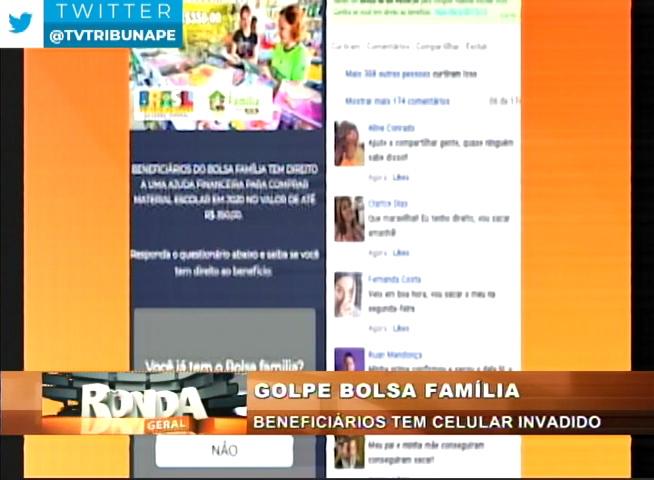 TWITTER
@TVTRIBUNAPE
BRASIL
Família
BENEFICIÁRIOS DO BOLSA FAMÍLIA TEM DIREITO
A UMA AJUDA FINANCEIRA PARA COMPRAR
MATERIAL ESCOLAR EM 2020 NO VALOR DE ATÉ
R$ 350,00.
Responda o questionário abaixo e saiba se você
tem direito ao benefício:
Você já tem o Bolsa família?
NÃO
Curtiram Comentários Compartilhar
Mais 308 outras pessoas curtiram isso
Mostrar mais 174 comentários
Aline Conrado
Ajude a compartilhar gente, quase ninguém
sabe disso!!
Agora Likes
Clarice Dias
Que maravilha! Eu tenho direito, vou sacar
amanhã!
Agora Likes
Fernanda Costa
Veio em boa hora, vou sacar o meu na
segunda-feira
Agora Likes
Ruan Mendonça
Meu pai e minha mãe conseguiram
conseguiram sacar!
RONDA
GERAL
GOLPE BOLSA FAMÍLIA
BENEFICIÁRIOS TEM CELULAR INVADIDO